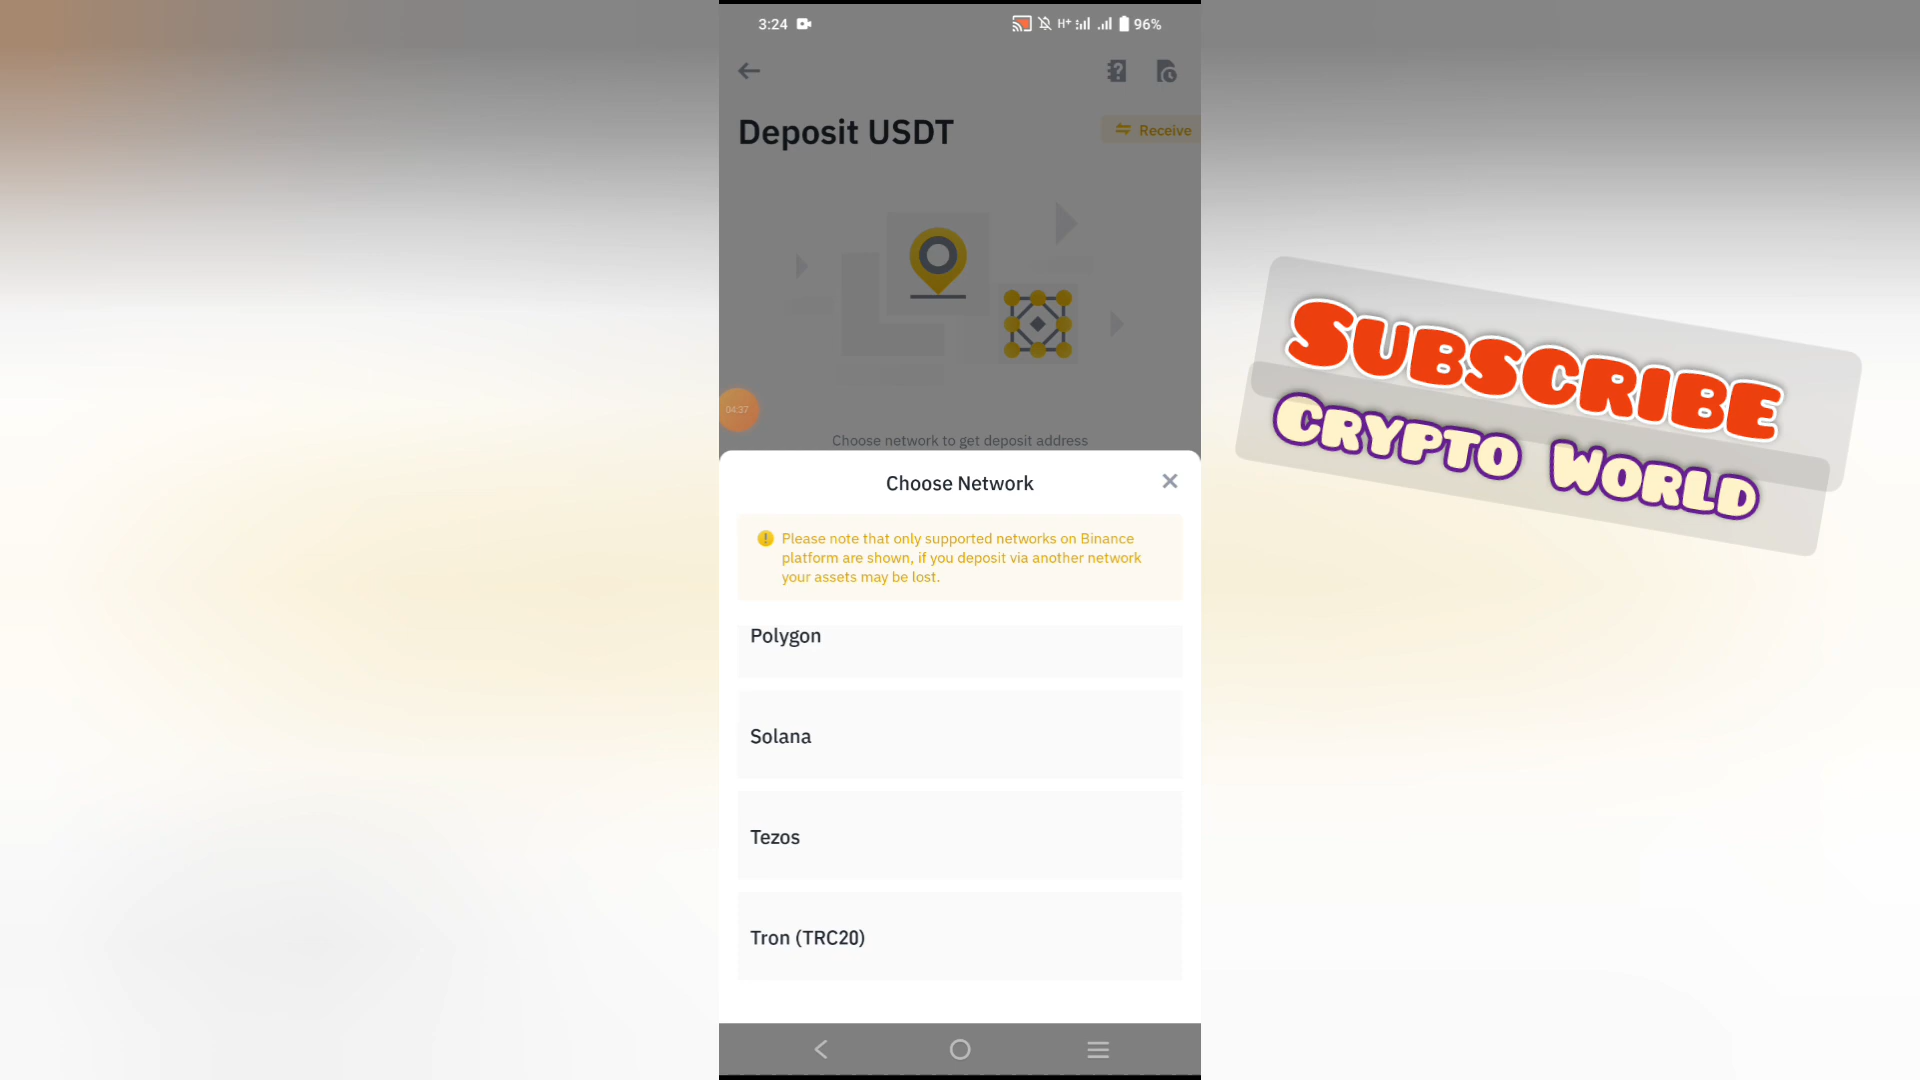 3:24
H+
96%
Deposit USDT
Receive
04:37
Choose network to get deposit address
Choose Network
Please note that only supported networks on Binance
platform are shown, if you deposit via another network
your assets may be lost.
Polygon
Solana
Tezos
Tron (TRC20)
SUBSCRIBE
CRYPTO WORLD